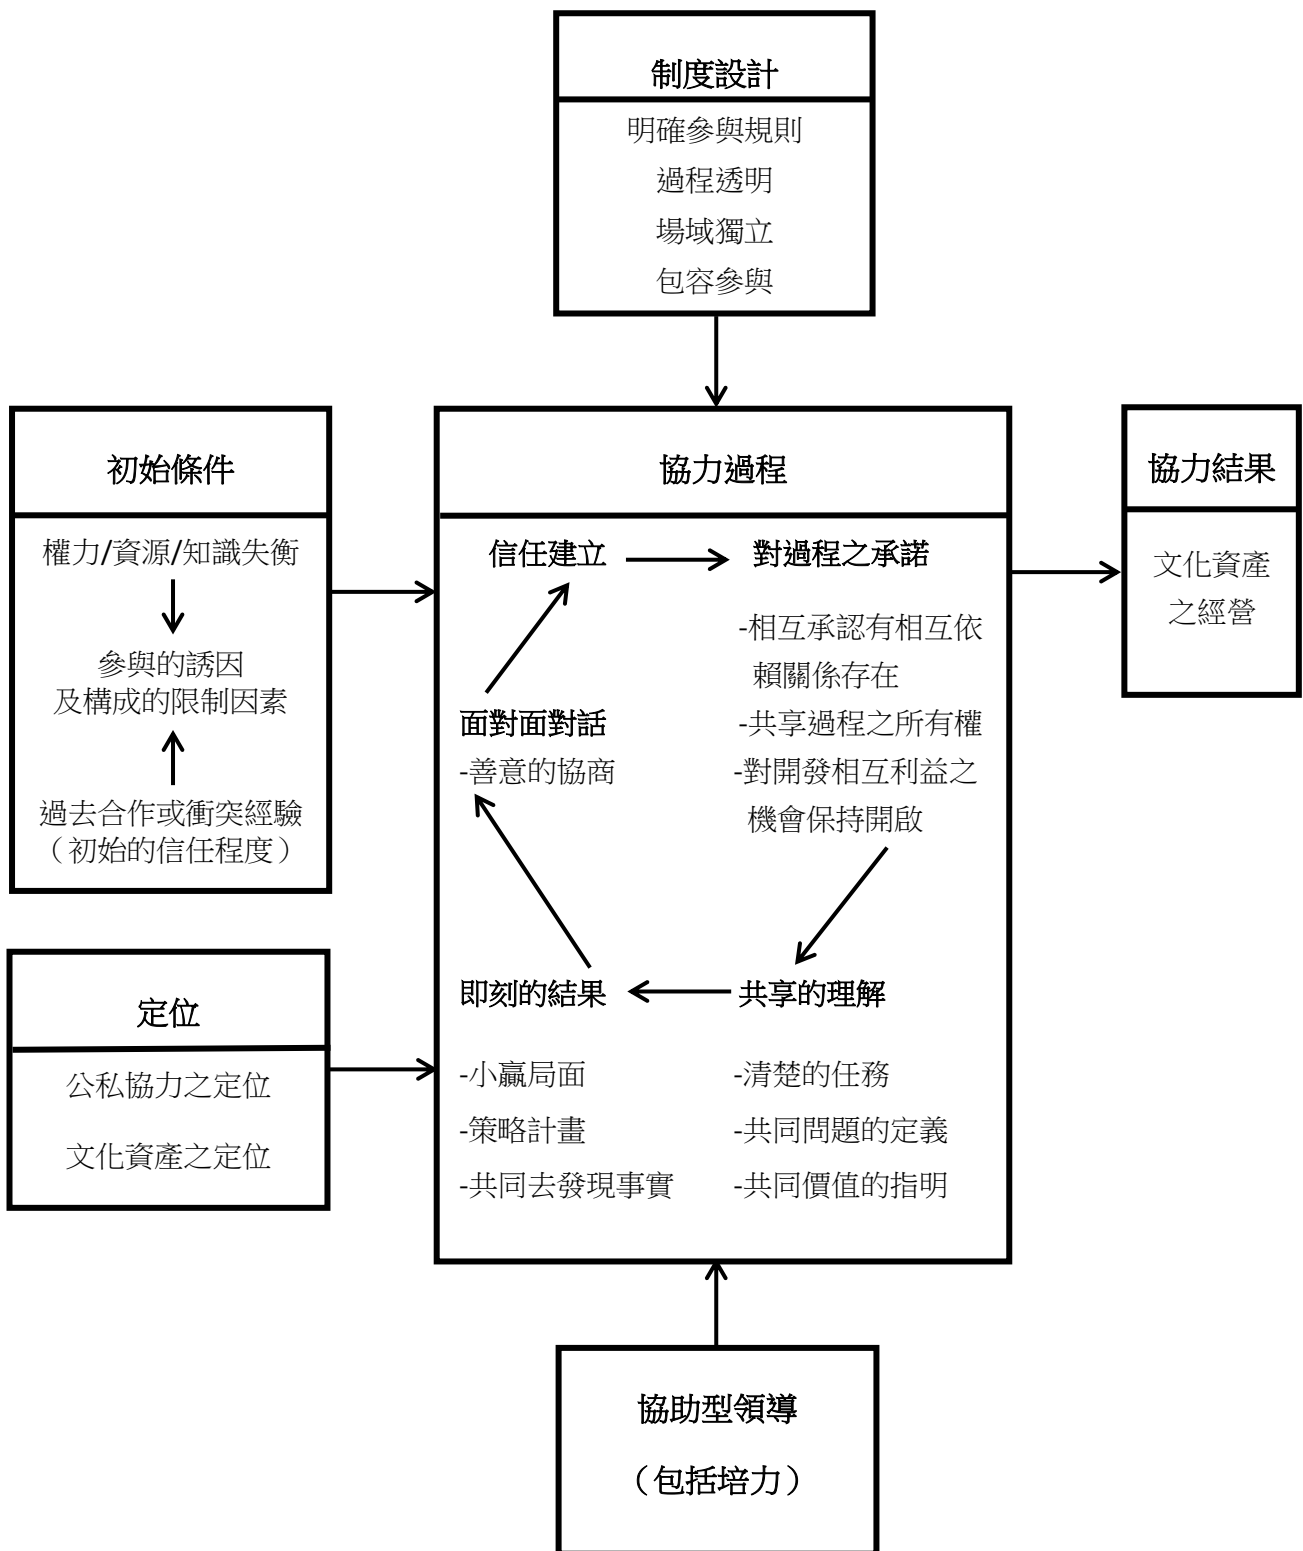 制度設計
明確參與規則
過程透明
場域獨立
包容參與
初始條件
權力/資源/知識失衡
參與的誘因
及構成的限制因素
過去合作或衝突經驗
（初始的信任程度）
定位
公私協力之定位
文化資產之定位
協力過程
信任建立
對過程之承諾
-相互承認有相互依
賴關係存在
-共享過程之所有權
-對開發相互利益之
機會保持開啟
面對面對話
-善意的協商
即刻的結果
-小贏局面
-策略計畫
-共同去發現事實
共享的理解
-清楚的任務
-共同問題的定義
-共同價值的指明
協力結果
文化資產
之經營
協助型領導
（包括培力）